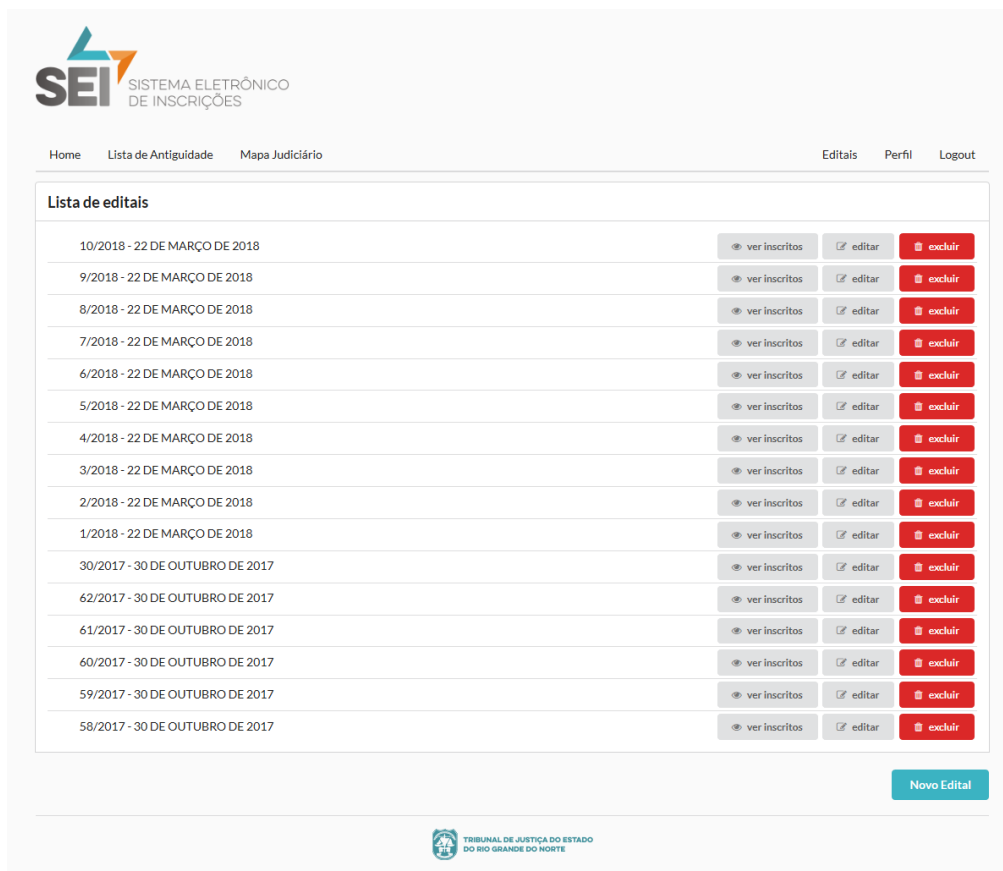 SEI SISTEMA ELETRÔNICO
DE INSCRIÇÕES
Home Lista de Antiguidade Mapa Judiciário Editais Perfil Logout
Lista de editais
10/2018 - 22 DE MARÇO DE 2018 ver inscritos editar excluir
9/2018 - 22 DE MARÇO DE 2018 ver inscritos editar excluir
8/2018 - 22 DE MARÇO DE 2018 ver inscritos editar excluir
7/2018 - 22 DE MARÇO DE 2018 ver inscritos editar excluir
6/2018 - 22 DE MARÇO DE 2018 ver inscritos editar excluir
5/2018 - 22 DE MARÇO DE 2018 ver inscritos editar excluir
4/2018 - 22 DE MARÇO DE 2018 ver inscritos editar excluir
3/2018 - 22 DE MARÇO DE 2018 ver inscritos editar excluir
2/2018 - 22 DE MARÇO DE 2018 ver inscritos editar excluir
1/2018 - 22 DE MARÇO DE 2018 ver inscritos editar excluir
30/2017 - 30 DE OUTUBRO DE 2017 ver inscritos editar excluir
62/2017 - 30 DE OUTUBRO DE 2017 ver inscritos editar excluir
61/2017 - 30 DE OUTUBRO DE 2017 ver inscritos editar excluir
60/2017 - 30 DE OUTUBRO DE 2017 ver inscritos editar excluir
59/2017 - 30 DE OUTUBRO DE 2017 ver inscritos editar excluir
58/2017 - 30 DE OUTUBRO DE 2017 ver inscritos editar excluir
Novo Edital
TRIBUNAL DE JUSTIÇA DO ESTADO
DO RIO GRANDE DO NORTE